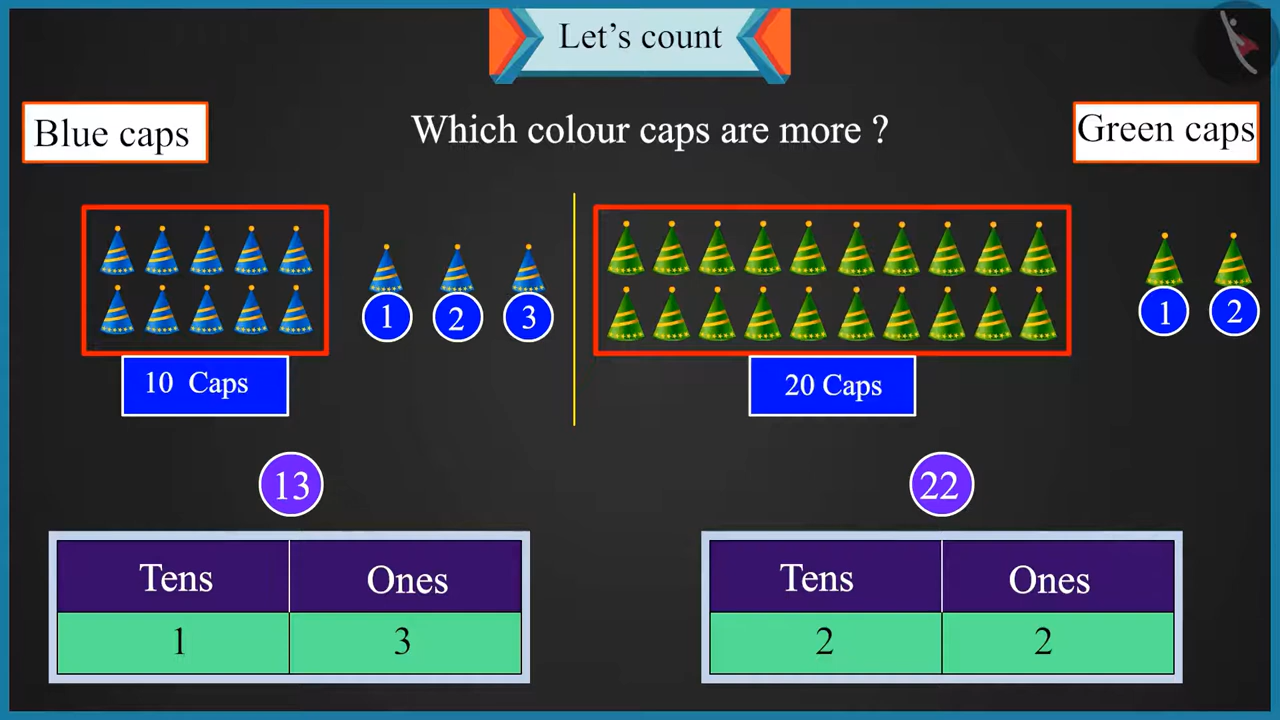 Let’s count
Blue caps
Which colour caps are more ?
Green caps
1 2 3
1 2
10 Caps
20 Caps
13
22
Tens Ones
1 3
Tens Ones
2 2